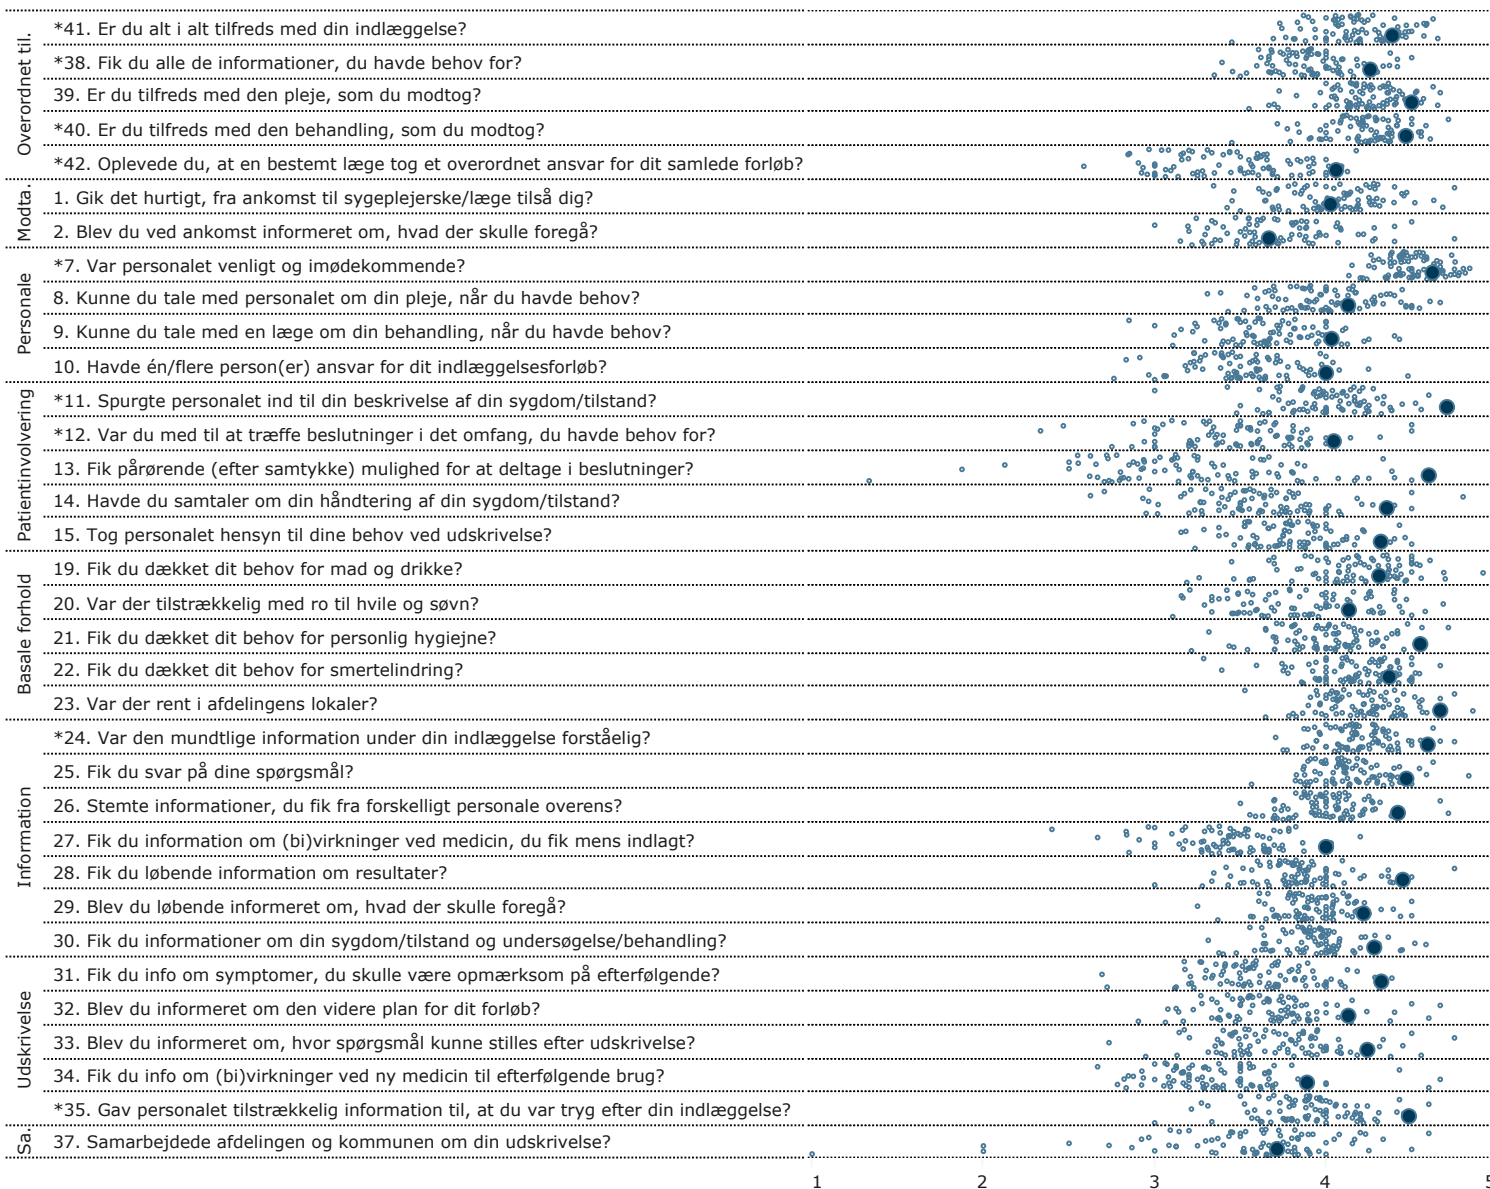 Overordnet til.
*41. Er du alt i alt tilfreds med din indlæggelse?
*38. Fik du alle de informationer, du havde behov for?
39. Er du tilfreds med den pleje, som du modtog?
*40. Er du tilfreds med den behandling, som du modtog?
*42. Oplevede du, at en bestemt læge tog et overordnet ansvar for dit samlede forløb?
Modta.
1. Gik det hurtigt, fra ankomst til sygeplejerske/læge tilså dig?
2. Blev du ved ankomst informeret om, hvad der skulle foregå?
Personale
*7. Var personalet venligt og imødekommende?
8. Kunne du tale med personalet om din pleje, når du havde behov?
9. Kunne du tale med en læge om din behandling, når du havde behov?
10. Havde én/flere person(er) ansvar for dit indlæggelsesforløb?
Patientinvolvering
*11. Spurgte personalet ind til din beskrivelse af din sygdom/tilstand?
*12. Var du med til at træffe beslutninger i det omfang, du havde behov for?
13. Fik pårørende (efter samtykke) mulighed for at deltage i beslutninger?
14. Havde du samtaler om din håndtering af din sygdom/tilstand?
15. Tog personalet hensyn til dine behov ved udskrivelse?
Basale forhold
19. Fik du dækket dit behov for mad og drikke?
20. Var der tilstrækkelig med ro til hvile og søvn?
21. Fik du dækket dit behov for personlig hygiejne?
22. Fik du dækket dit behov for smertelindring?
23. Var der rent i afdelingens lokaler?
Information
*24. Var den mundtlige information under din indlæggelse forståelig?
25. Fik du svar på dine spørgsmål?
26. Stemte informationer, du fik fra forskelligt personale overens?
27. Fik du information om (bi)virkninger ved medicin, du fik mens indlagt?
28. Fik du løbende information om resultater?
29. Blev du løbende informeret om, hvad der skulle foregå?
30. Fik du informationer om din sygdom/tilstand og undersøgelse/behandling?
Udskrivelse
31. Fik du info om symptomer, du skulle være opmærksom på efterfølgende?
32. Blev du informeret om den videre plan for dit forløb?
33. Blev du informeret om, hvor spørgsmål kunne stilles efter udskrivelse?
34. Fik du info om (bi)virkninger ved ny medicin til efterfølgende brug?
*35. Gav personalet tilstrækkelig information til, at du var tryg efter din indlæggelse?
Sa.
37. Samarbejdede afdelingen og kommunen om din udskrivelse?
1 2 3 4 5